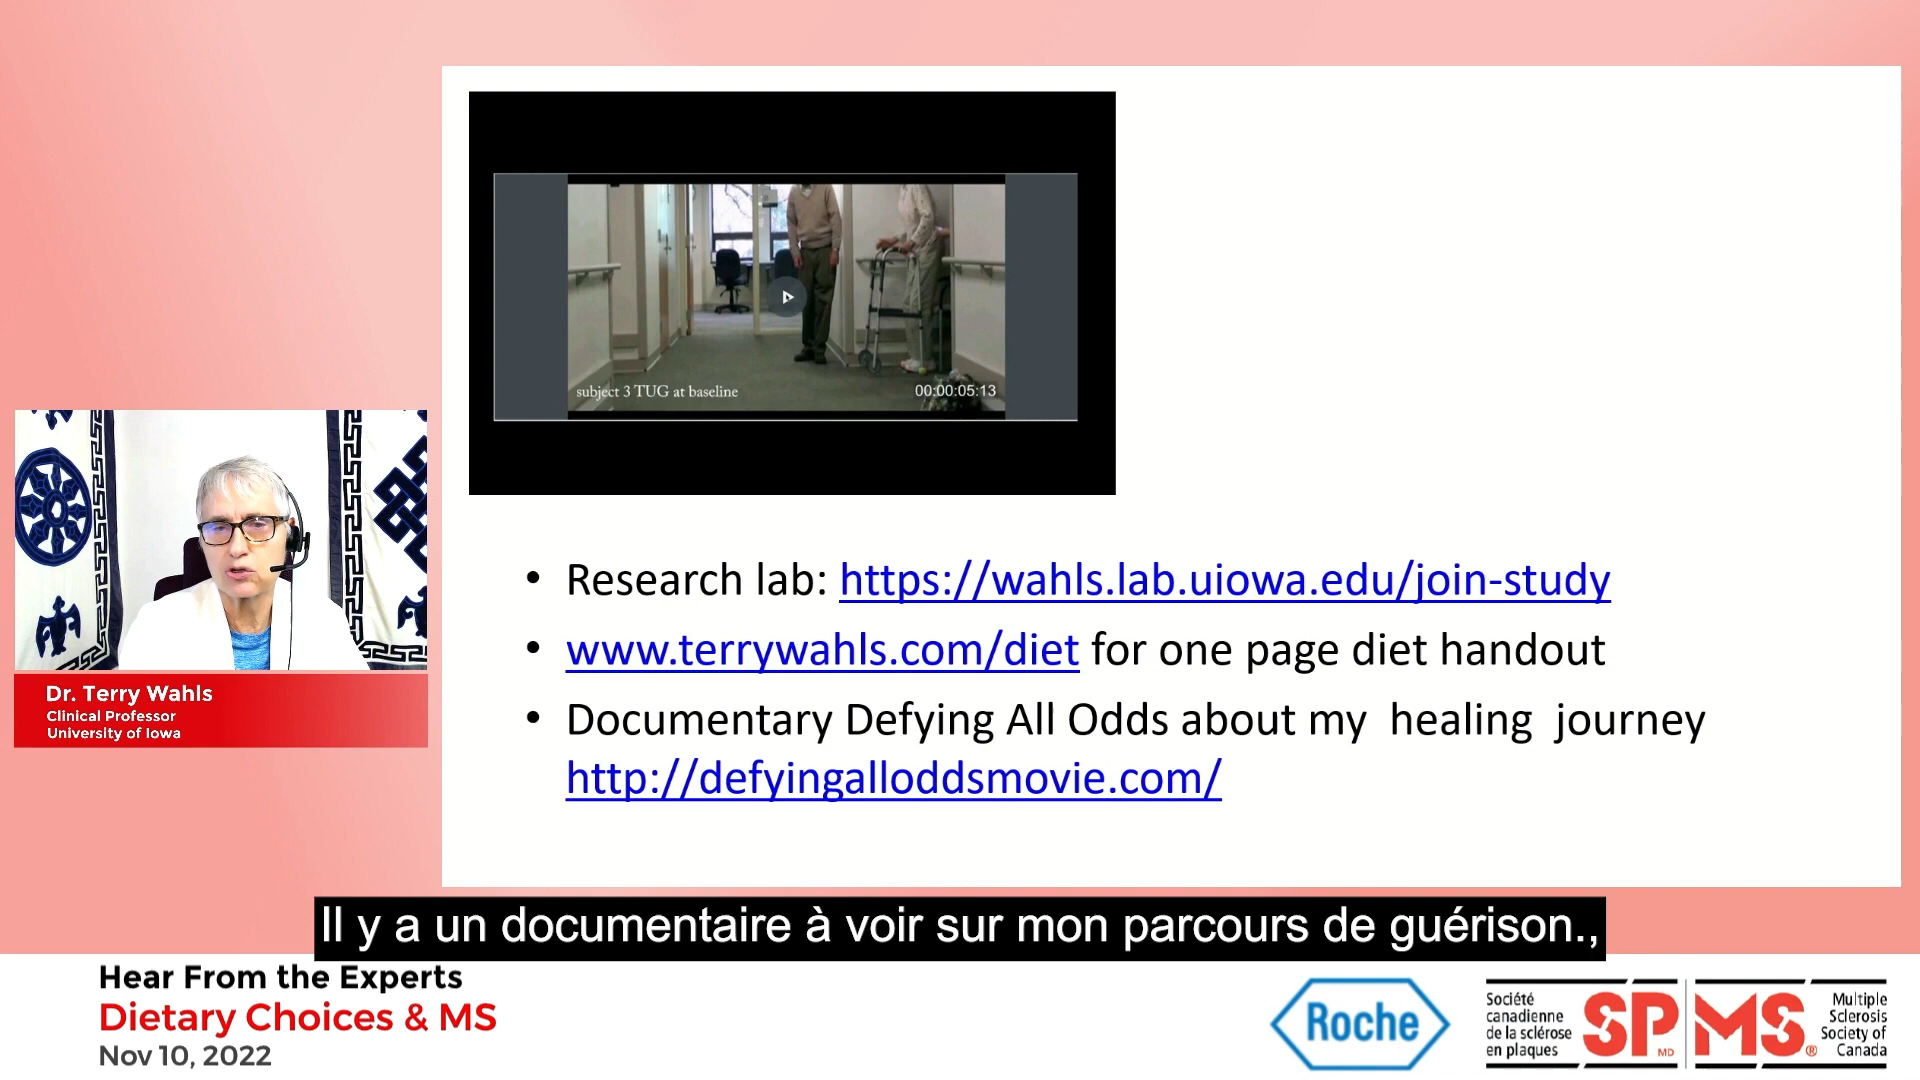 subject 3 TUG at baseline
00:00:05:13
• Research lab: https://wahls.lab.uiowa.edu/join-study
• www.terrywahls.com/diet for one page diet handout
• Documentary Defying All Odds about my healing journey
http://defyingalloddsmovie.com/
Dr. Terry Wahls
Clinical Professor
University of Iowa
Il y a un documentaire à voir sur mon parcours de guérison.,
Hear From the Experts
Dietary Choices & MS
Nov 10, 2022
Roche
Société
canadienne
de la sclérose
en plaques
SP MD
MS ®
Multiple
Sclerosis
Society of
Canada